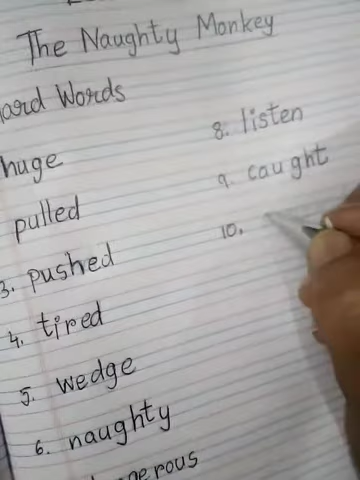 The Naughty Monkey
ard Words
huge
pulled
3. pushed
4. tired
5. wedge
6. naughty
gerous
8. listen
9. caught
10.